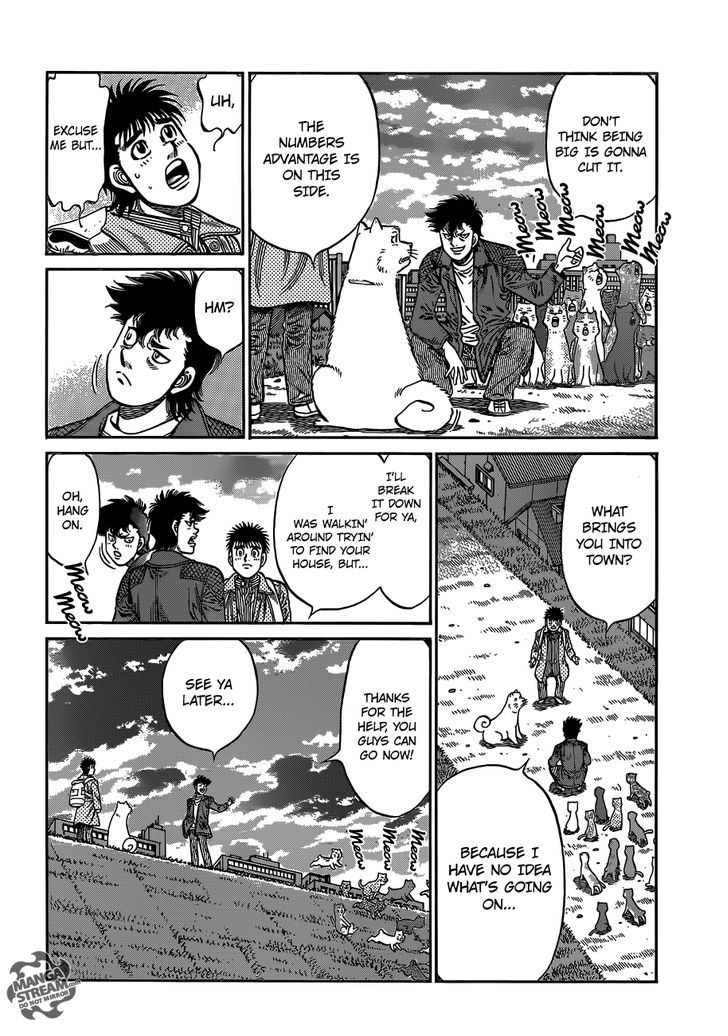 DON'T
THINK BEING
BIG IS GONNA
CUT IT.
THE
NUMBERS
ADVANTAGE IS
ON THIS
SIDE.
Meow
Meow
Meow
Meow
Meow
Meow
UH,
EXCUSE
ME BUT...
HM?
WHAT
BRINGS
YOU INTO
TOWN?
BECAUSE I
HAVE NO IDEA
WHAT'S GOING
ON...
I'LL
BREAK
IT DOWN
FOR YA,
I
WAS WALKIN'
AROUND TRYIN'
TO FIND YOUR
HOUSE, BUT...
OH,
HANG
ON.
Meow
Meow
THANKS
FOR THE
HELP, YOU
GUYS CAN
GO NOW!
SEE YA
LATER...
Meow
Meow
Meow
MANGA
STREAM.COM
DO NOT MIRROR